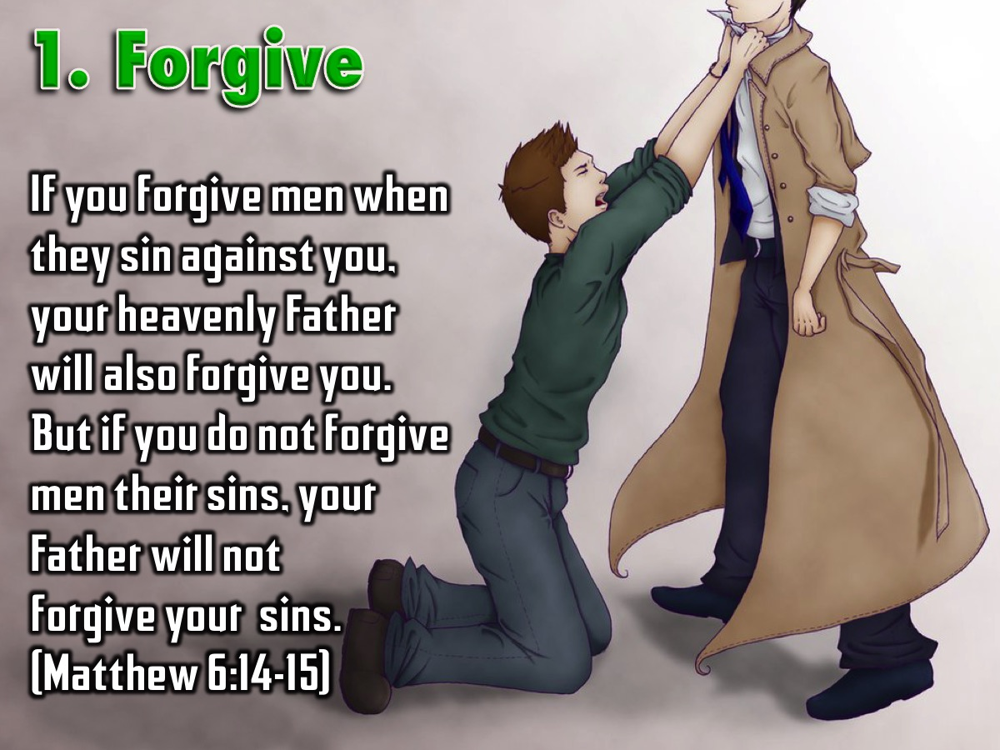 1. Forgive
If you forgive men when
they sin against you,
your heavenly Father
will also forgive you.
But if you do not forgive
men their sins, your
Father will not
forgive your sins.
(Matthew 6:14-15)